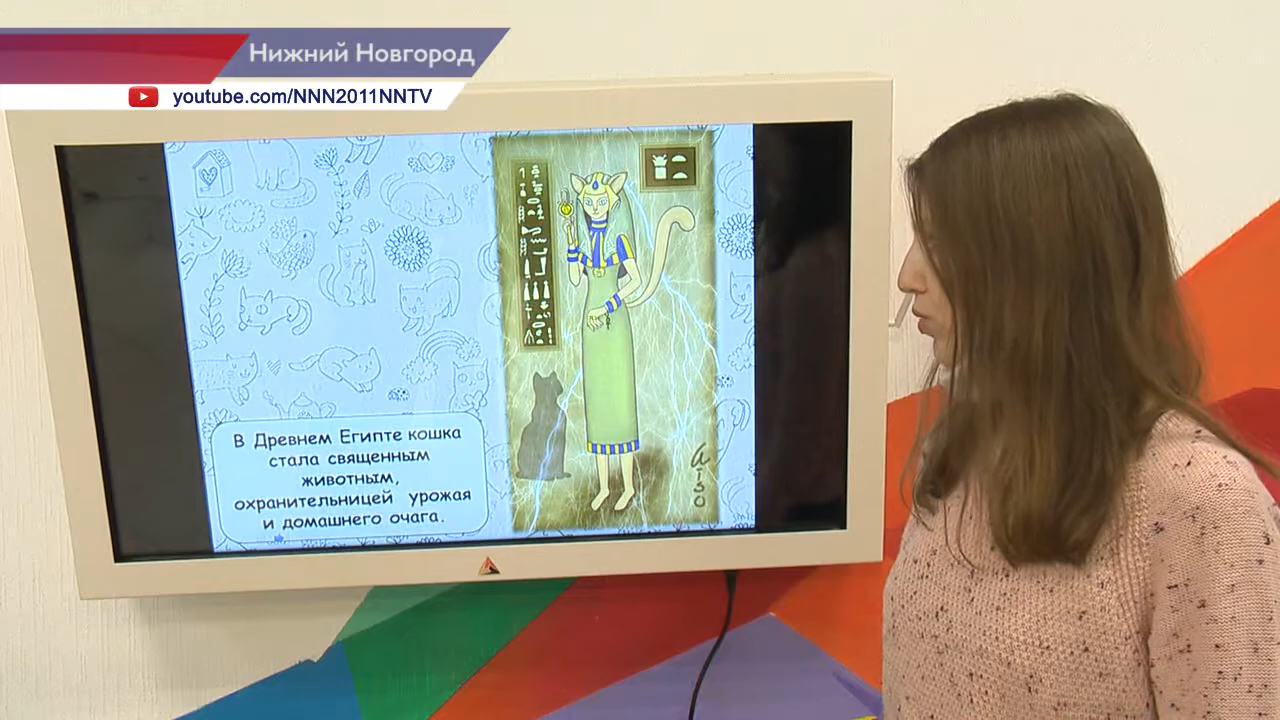 Нижний Новгород
youtube.com/NNN2011NNTV
В Древнем Египте кошка
стала священным
животным,
охранительницей урожая
и домашнего очага.